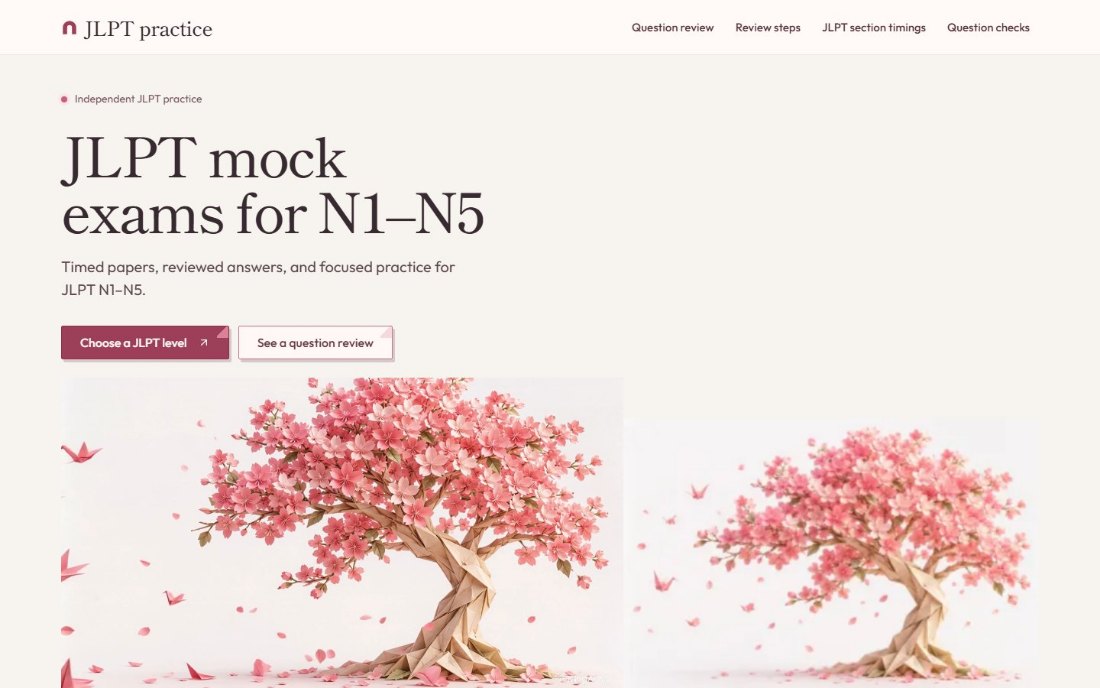 JLPT practice
Question review
Review steps
JLPT section timings
Question checks
Independent JLPT practice
JLPT mock
exams for N1–N5
Timed papers, reviewed answers, and focused practice for
JLPT N1–N5.
Choose a JLPT level
See a question review